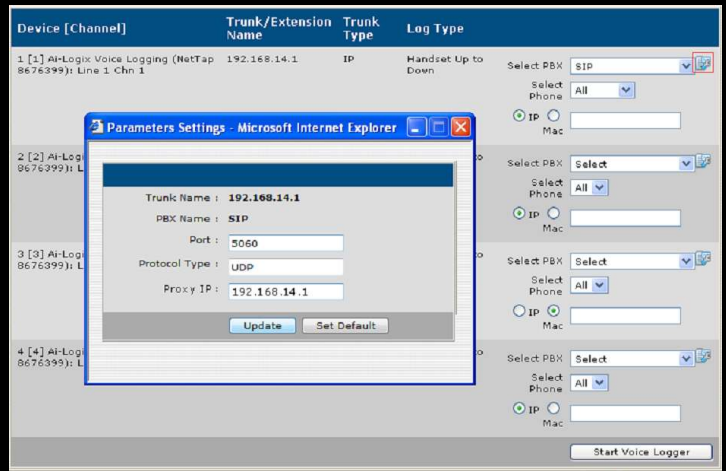 Device [Channel] Trunk/Extension Name Trunk Type Log Type
1 [1] Ai-Logix Voice Logging (NetTap 8676399): Line 1 Chn 1
192.168.14.1
IP
Handset Up to Down
Select PBX SIP
Select Phone All
IP Mac
Parameters Settings - Microsoft Internet Explorer
Trunk Name : 192.168.14.1
PBX Name : SIP
Port : 5060
Protocol Type : UDP
Proxy IP : 192.168.14.1
Update Set Default
2 [2] Ai-Logi
8676399): L
to
Select PBX Select
Select Phone All
IP Mac
3 [3] Ai-Logi
8676399): L
to
Select PBX Select
Select Phone All
IP Mac
4 [4] Ai-Logi
8676399): L
to
Select PBX Select
Select Phone All
IP Mac
Start Voice Logger